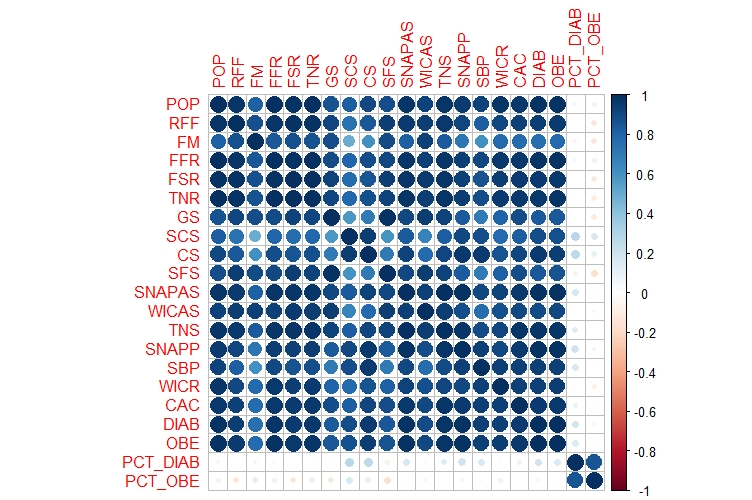 POP RFF FM FFR FSR TNR GS SCS CS SFS SNAPAS WICAS TNS SNAPP SBP WICR CAC DIAB OBE PCT_DIAB PCT_OBE
POP
RFF
FM
FFR
FSR
TNR
GS
SCS
CS
SFS
SNAPAS
WICAS
TNS
SNAPP
SBP
WICR
CAC
DIAB
OBE
PCT_DIAB
PCT_OBE
1
0.8
0.6
0.4
0.2
0
-0.2
-0.4
-0.6
-0.8
-1